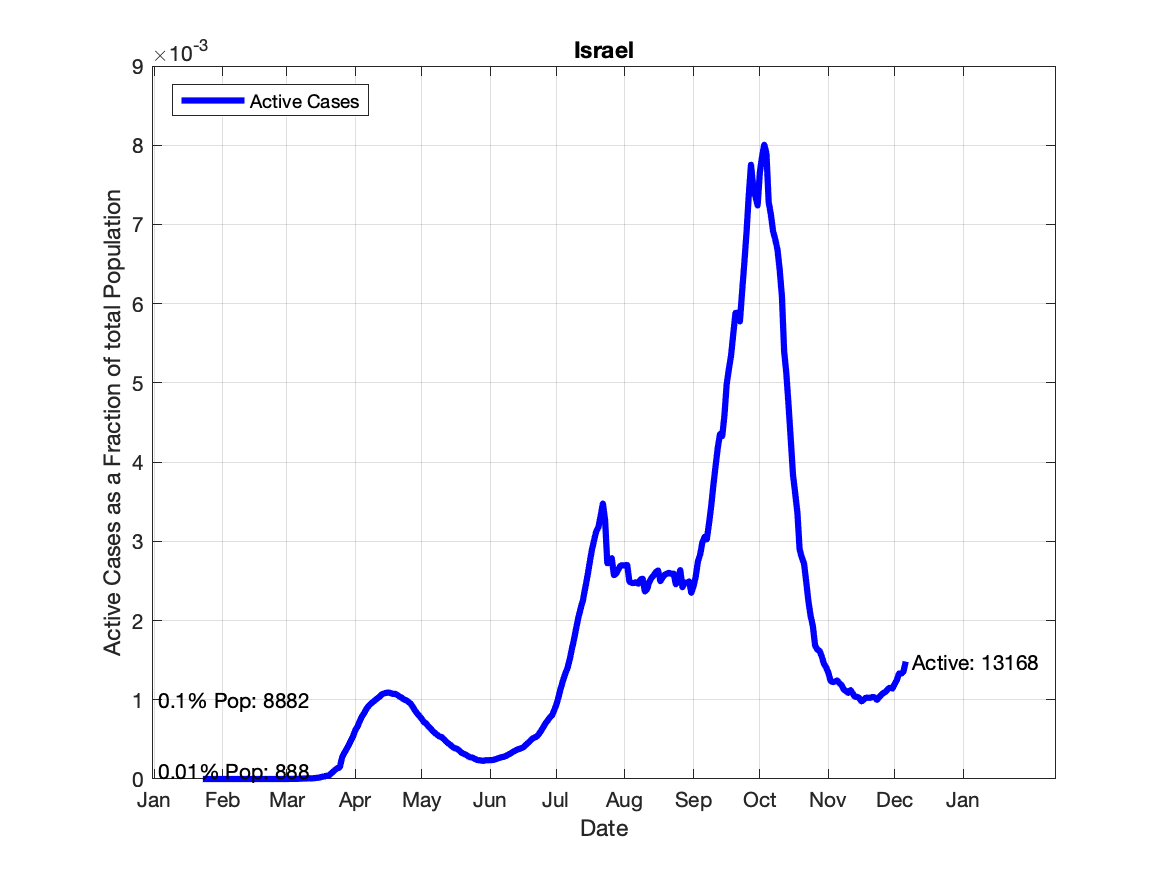 Israel
×10-3
Active Cases
9
8
7
6
5
4
3
2
1
0
Active Cases as a Fraction of total Population
0.1% Pop: 8882
0.01% Pop: 888
Active: 13168
Jan Feb Mar Apr May Jun Jul Aug Sep Oct Nov Dec Jan
Date